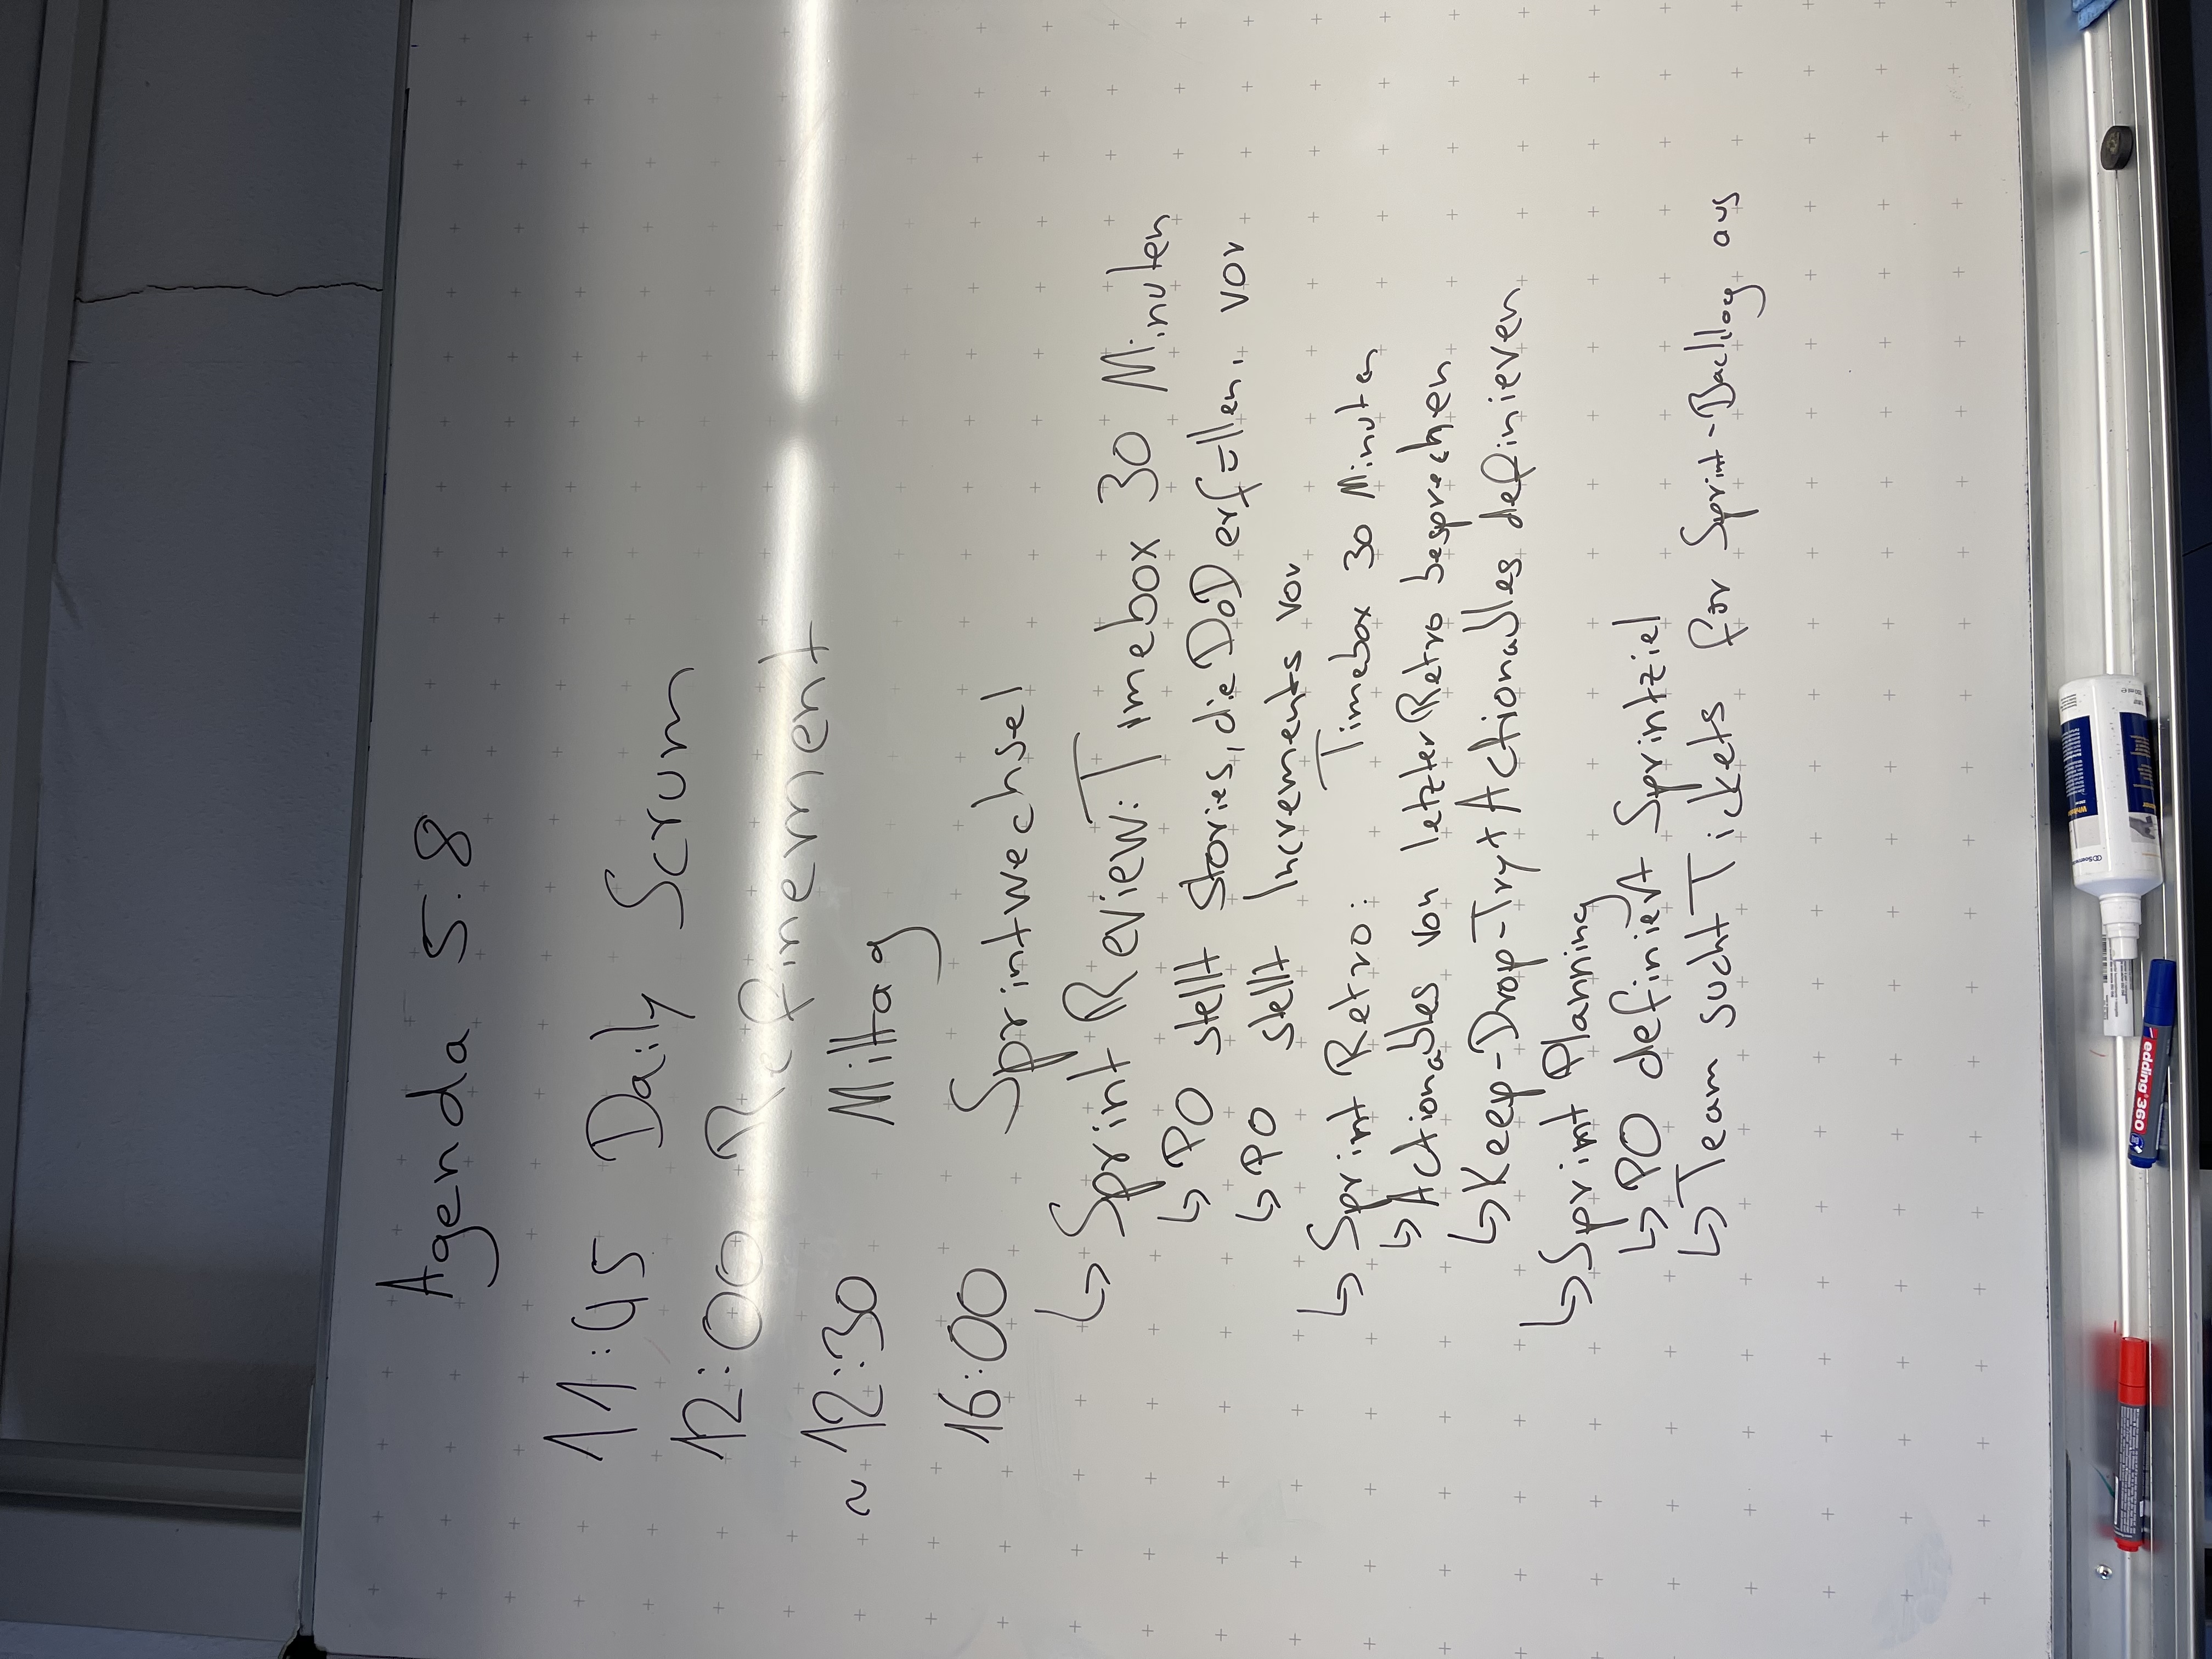 Agenda 5.8
11:45 Daily Scrum
12:00 Refinement
~ 12:30 Mittag
16:00 Sprintwechsel
↳ Sprint Review: Timebox 30 Minuten
↳ PO stellt Stories, die DoD erfüllen, vor
↳ PO stellt Increments vor
↳ Sprint Retro: Timebox 30 Minuten
↳ Actionables von letzter Retro besprechen
↳ Keep-Drop-Try + Actionables definieren
↳ Sprint Planning
↳ PO definiert Sprintziel
↳ Team sucht Tickets für Sprint-Backlog aus
edding 360